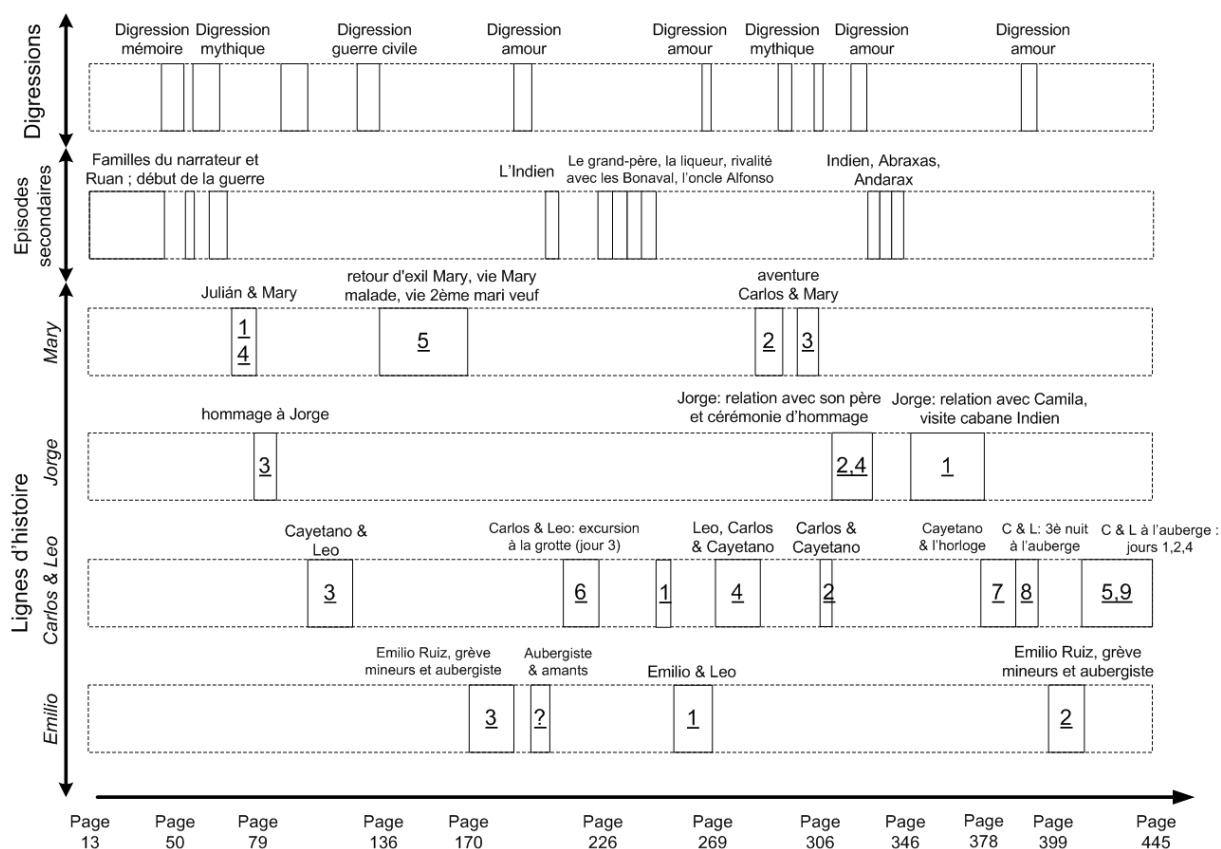 Digressions
Digression
mémoire
Digression
mythique
Digression
guerre civile
Digression
amour
Digression
amour
Digression
mythique
Digression
amour
Digression
amour
Episodes
secondaires
Familles du narrateur et
Ruan ; début de la guerre
L'Indien
Le grand-père, la liqueur, rivalité
avec les Bonaval, l'oncle Alfonso
Indien, Abraxas,
Andarax
Lignes d'histoire
Mary
Julián & Mary
1
4
retour d'exil Mary, vie Mary
malade, vie 2ème mari veuf
5
aventure
Carlos & Mary
2
3
Jorge
hommage à Jorge
3
Jorge: relation avec son père
et cérémonie d'hommage
2,4
Jorge: relation avec Camila,
visite cabane Indien
1
Carlos & Leo
Cayetano &
Leo
3
Carlos & Leo: excursion
à la grotte (jour 3)
6
1
Leo, Carlos
& Cayetano
4
Carlos &
Cayetano
2
Cayetano
& l'horloge
7
C & L: 3è nuit
à l'auberge
8
C & L à l'auberge :
jours 1,2,4
5,9
Emilio
Emilio Ruiz, grève
mineurs et aubergiste
3
Aubergiste
& amants
?
Emilio & Leo
1
Emilio Ruiz, grève
mineurs et aubergiste
2
Page
13
Page
50
Page
79
Page
136
Page
170
Page
226
Page
269
Page
306
Page
346
Page
378
Page
399
Page
445